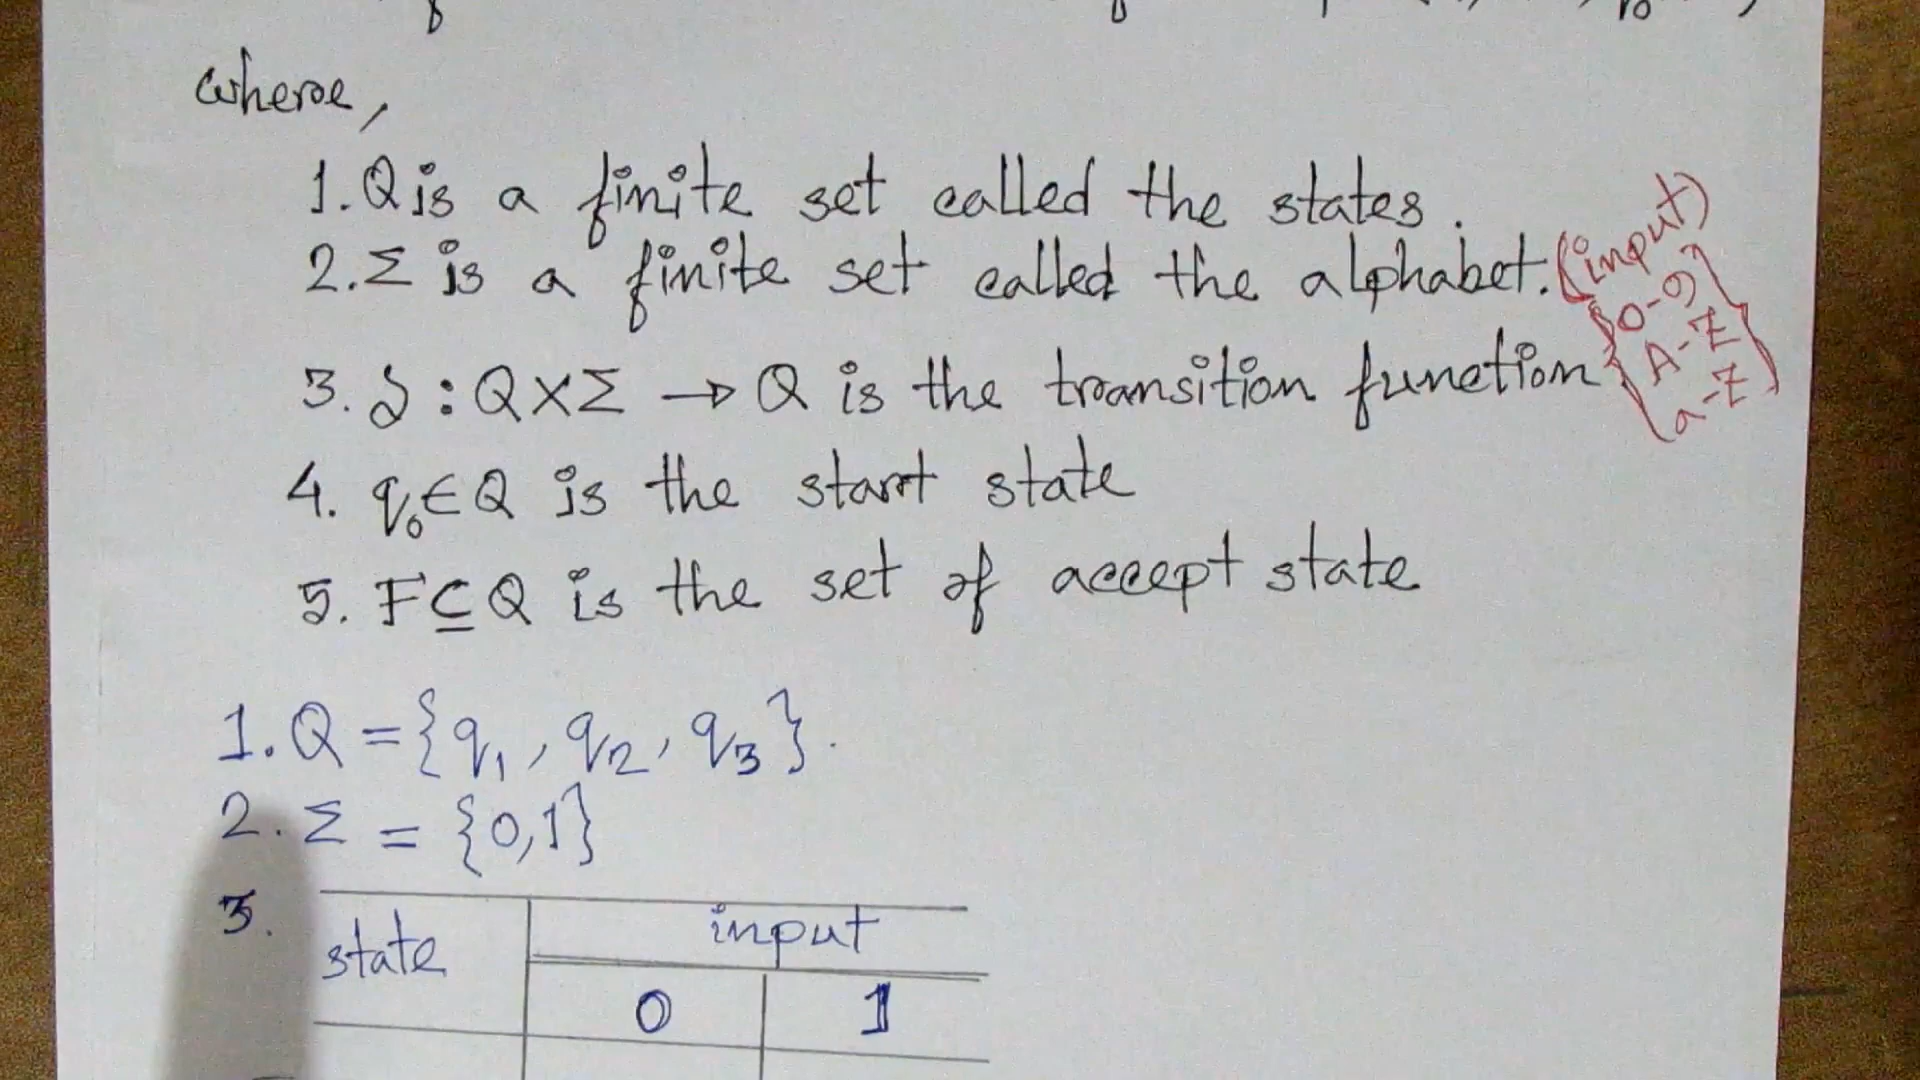 where,
1. Q is a finite set called the states.
2. Σ is a finite set called the alphabet. (input)
{0-9
A-Z
a-z}
3. δ : Q X Σ → Q is the transition function
4. q₀ ∈ Q is the start state
5. F ⊆ Q is the set of accept state
1. Q = {q₁, q₂, q₃}.
2. Σ = {0,1}
3.
state input
0 1